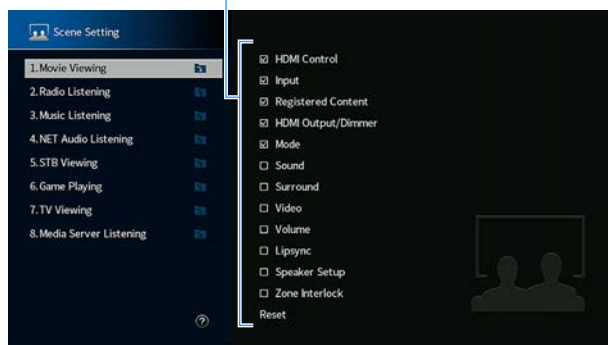 Scene Setting
1.Movie Viewing
2.Radio Listening
3.Music Listening
4.NET Audio Listening
5.STB Viewing
6.Game Playing
7.TV Viewing
8.Media Server Listening
?
HDMI Control
Input
Registered Content
HDMI Output/Dimmer
Mode
Sound
Surround
Video
Volume
Lipsync
Speaker Setup
Zone Interlock
Reset